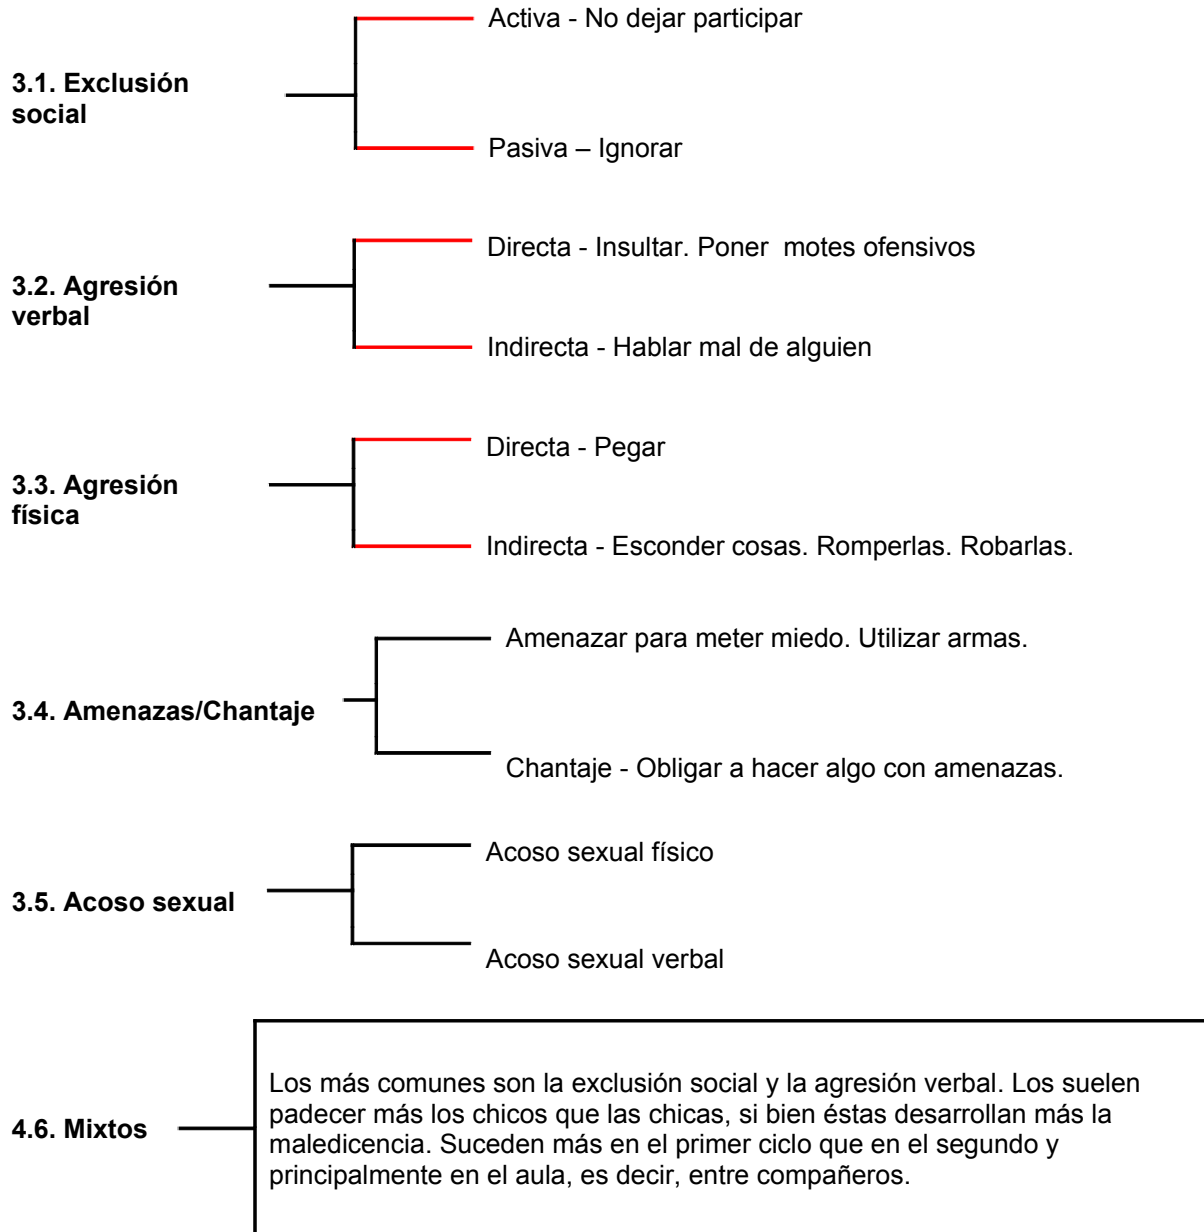 Activa - No dejar participar
3.1. Exclusión
social
Pasiva – Ignorar
Directa - Insultar. Poner  motes ofensivos
3.2. Agresión
verbal
Indirecta - Hablar mal de alguien
Directa - Pegar
3.3. Agresión
física
Indirecta - Esconder cosas. Romperlas. Robarlas.
Amenazar para meter miedo. Utilizar armas.
3.4. Amenazas/Chantaje
Chantaje - Obligar a hacer algo con amenazas.
Acoso sexual físico
3.5. Acoso sexual
Acoso sexual verbal
Los más comunes son la exclusión social y la agresión verbal. Los suelen
padecer más los chicos que las chicas, si bien éstas desarrollan más la
4.6. Mixtos
maledicencia. Suceden más en el primer ciclo que en el segundo y
principalmente en el aula, es decir, entre compañeros.